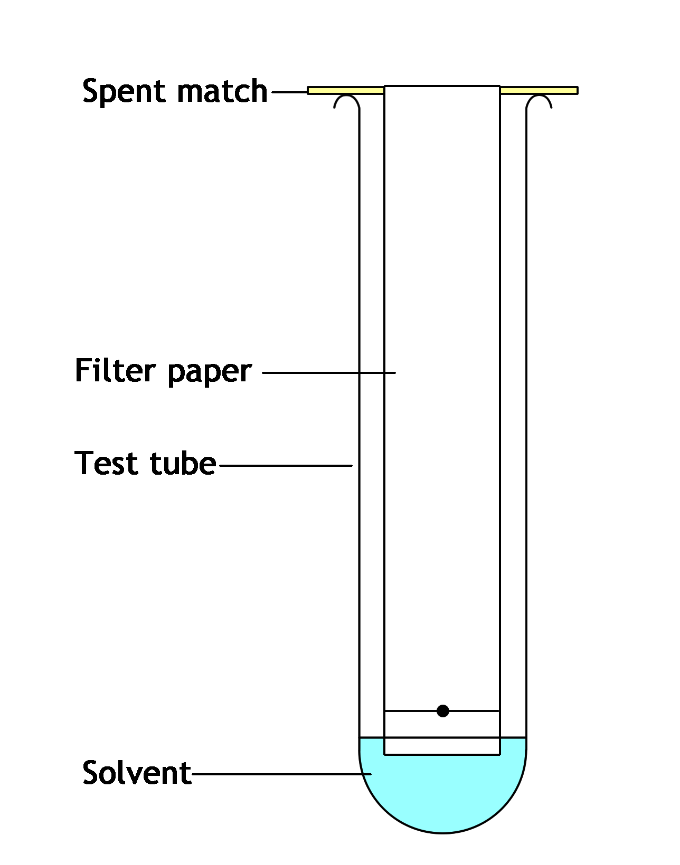 Spent match
Filter paper
Test tube
Solvent